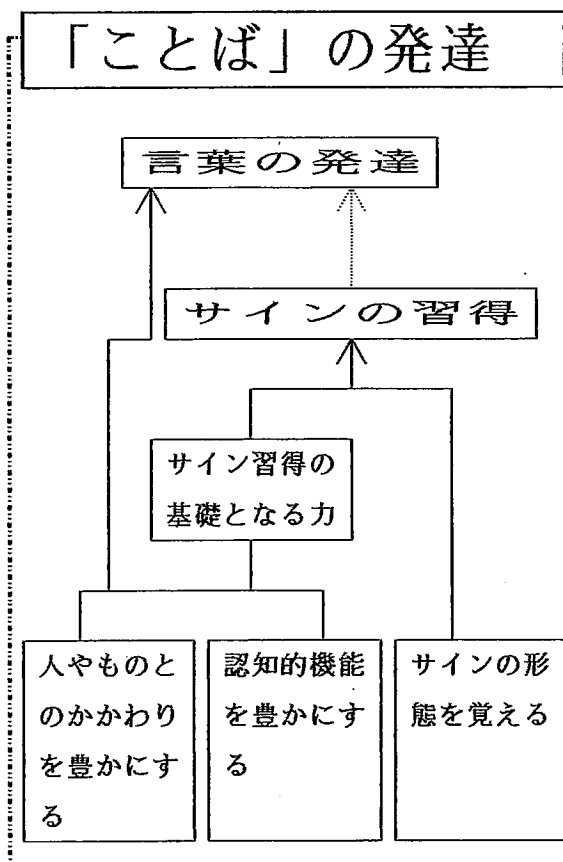 「ことば」の発達
言葉の発達
サインの習得
サイン習得の
基礎となる力
人やものと
のかかわり
を豊かにす
る
認知的機能
を豊かにす
る
サインの形
態を覚える